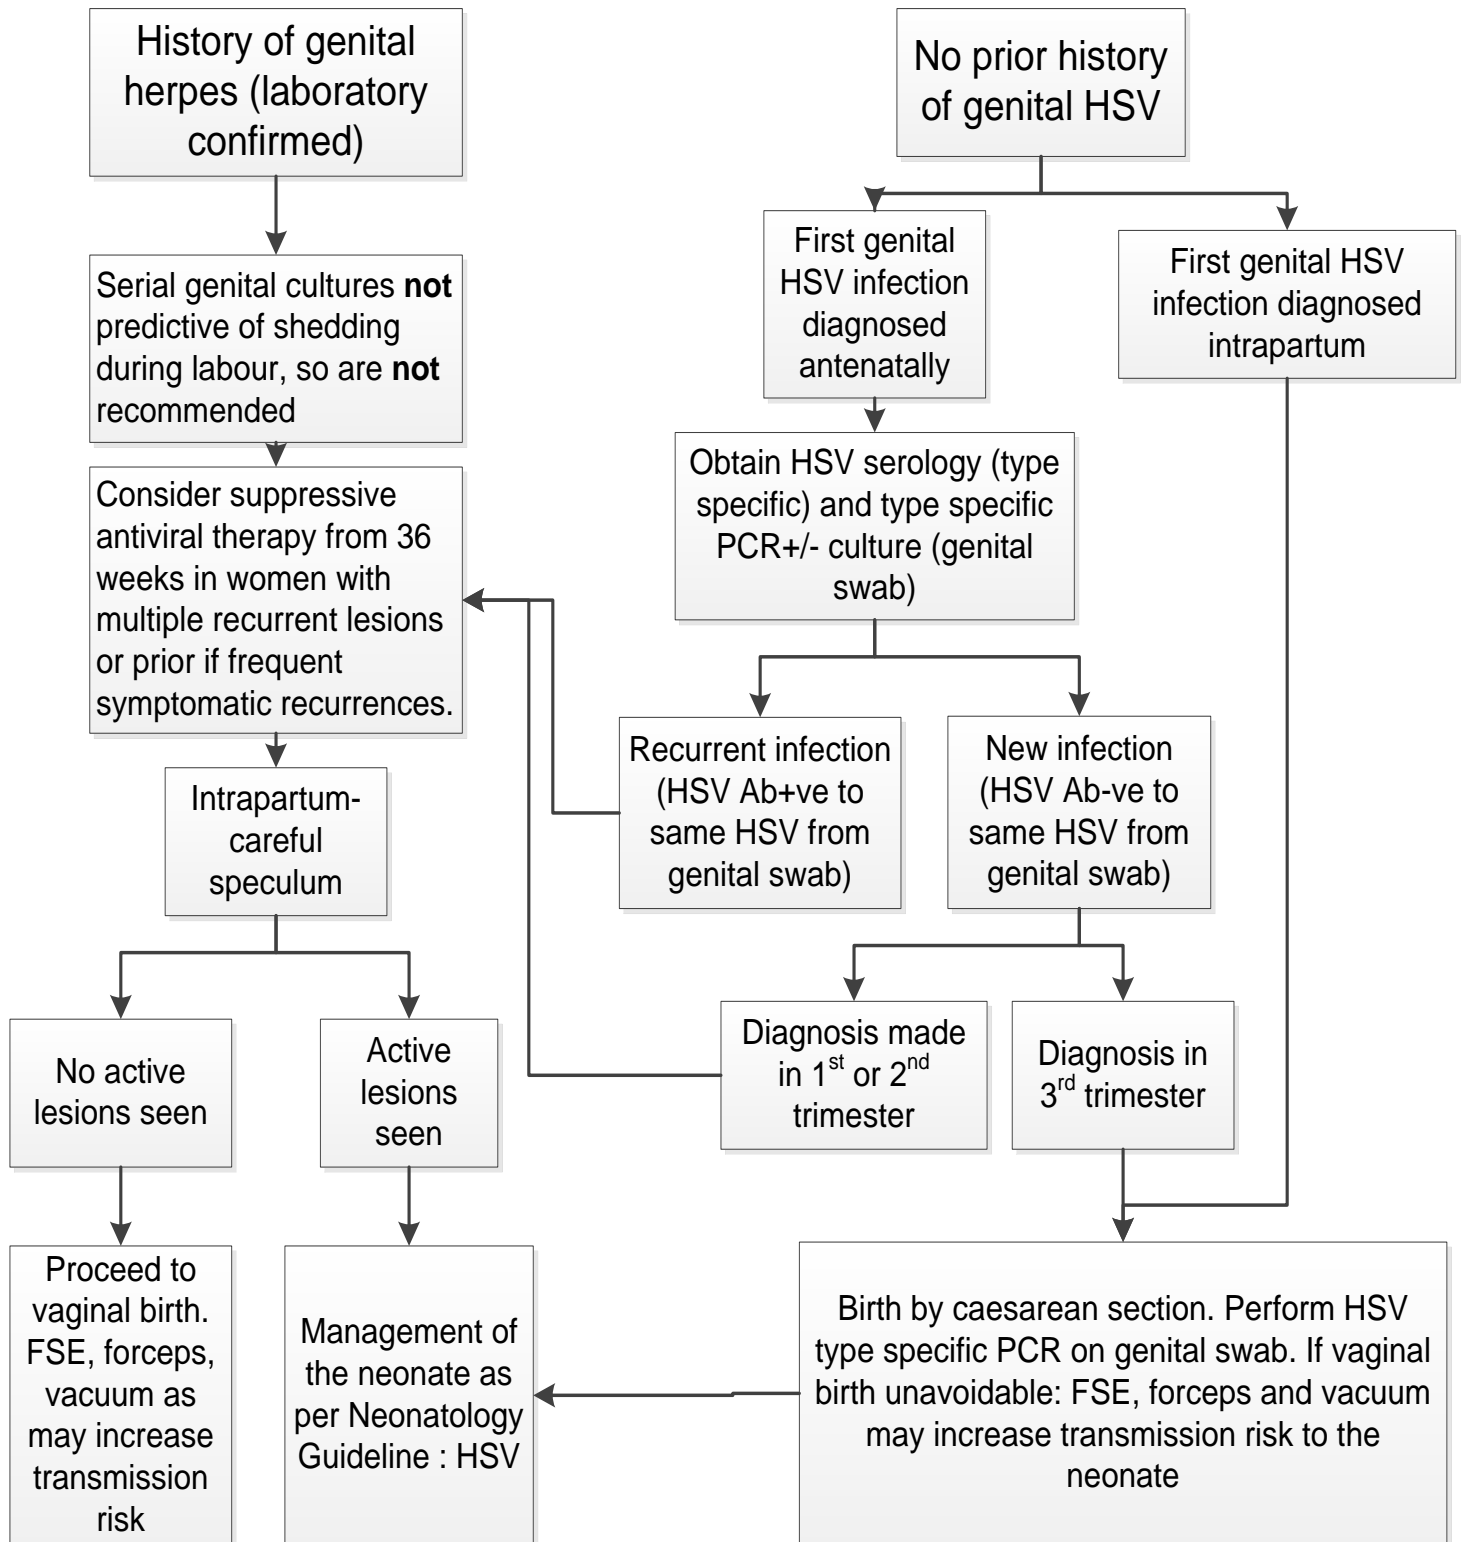 History of genital
herpes (laboratory
confirmed)
No prior history
of genital HSV
Serial genital cultures not
predictive of shedding
during labour, so are not
recommended
First genital
HSV infection
diagnosed
antenatally
First genital HSV
infection diagnosed
intrapartum
Consider suppressive
antiviral therapy from 36
weeks in women with
multiple recurrent lesions
or prior if frequent
symptomatic recurrences.
Obtain HSV serology (type
specific) and type specific
PCR+/- culture (genital
swab)
Intrapartum-
careful
speculum
Recurrent infection
(HSV Ab+ve to
same HSV from
genital swab)
New infection
(HSV Ab-ve to
same HSV from
genital swab)
No active
lesions seen
Active
lesions
seen
Diagnosis made
in 1st or 2nd
trimester
Diagnosis in
3rd trimester
Proceed to
vaginal birth.
FSE, forceps,
vacuum as
may increase
transmission
risk
Management of
the neonate as
per Neonatology
Guideline : HSV
Birth by caesarean section. Perform HSV
type specific PCR on genital swab. If vaginal
birth unavoidable: FSE, forceps and vacuum
may increase transmission risk to the
neonate